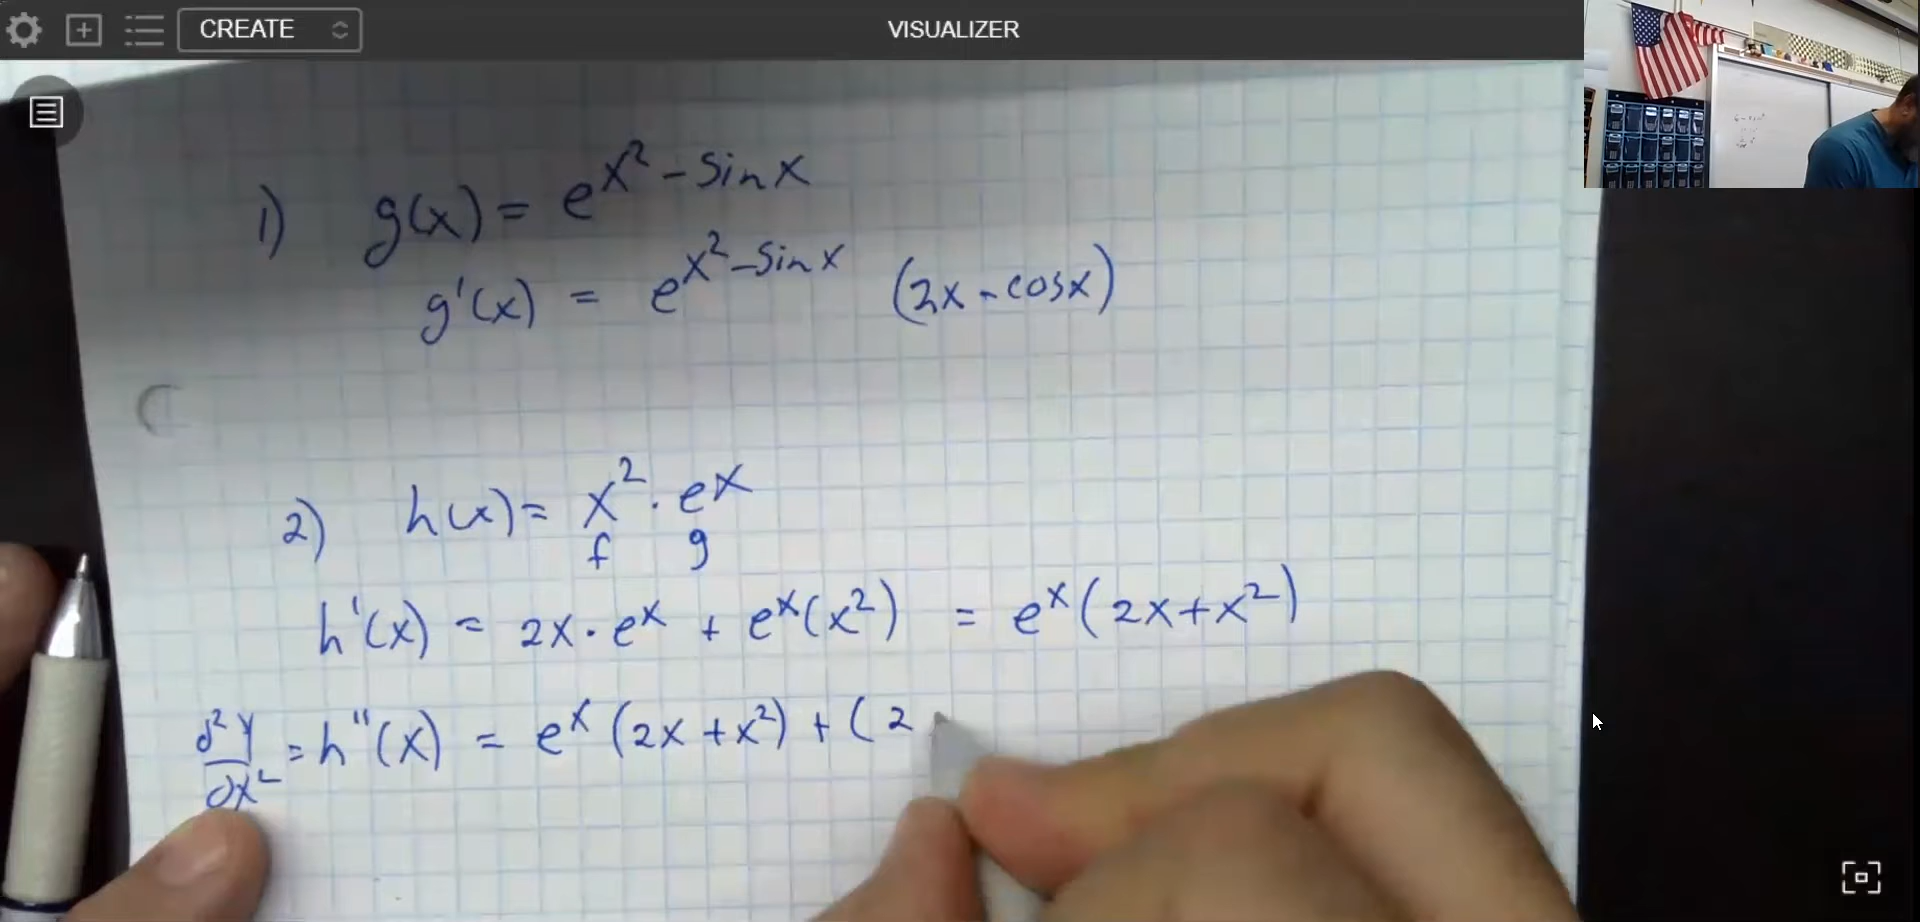 CREATE
VISUALIZER
1) g(x) = e^{x² - sin x}
g'(x) = e^{x² - sin x} (2x - cos x)
2) h(x) = x² · e^x
f g
h'(x) = 2x · e^x + e^x(x²) = e^x(2x + x²)
d²y/dx² = h''(x) = e^x (2x + x²) + (2